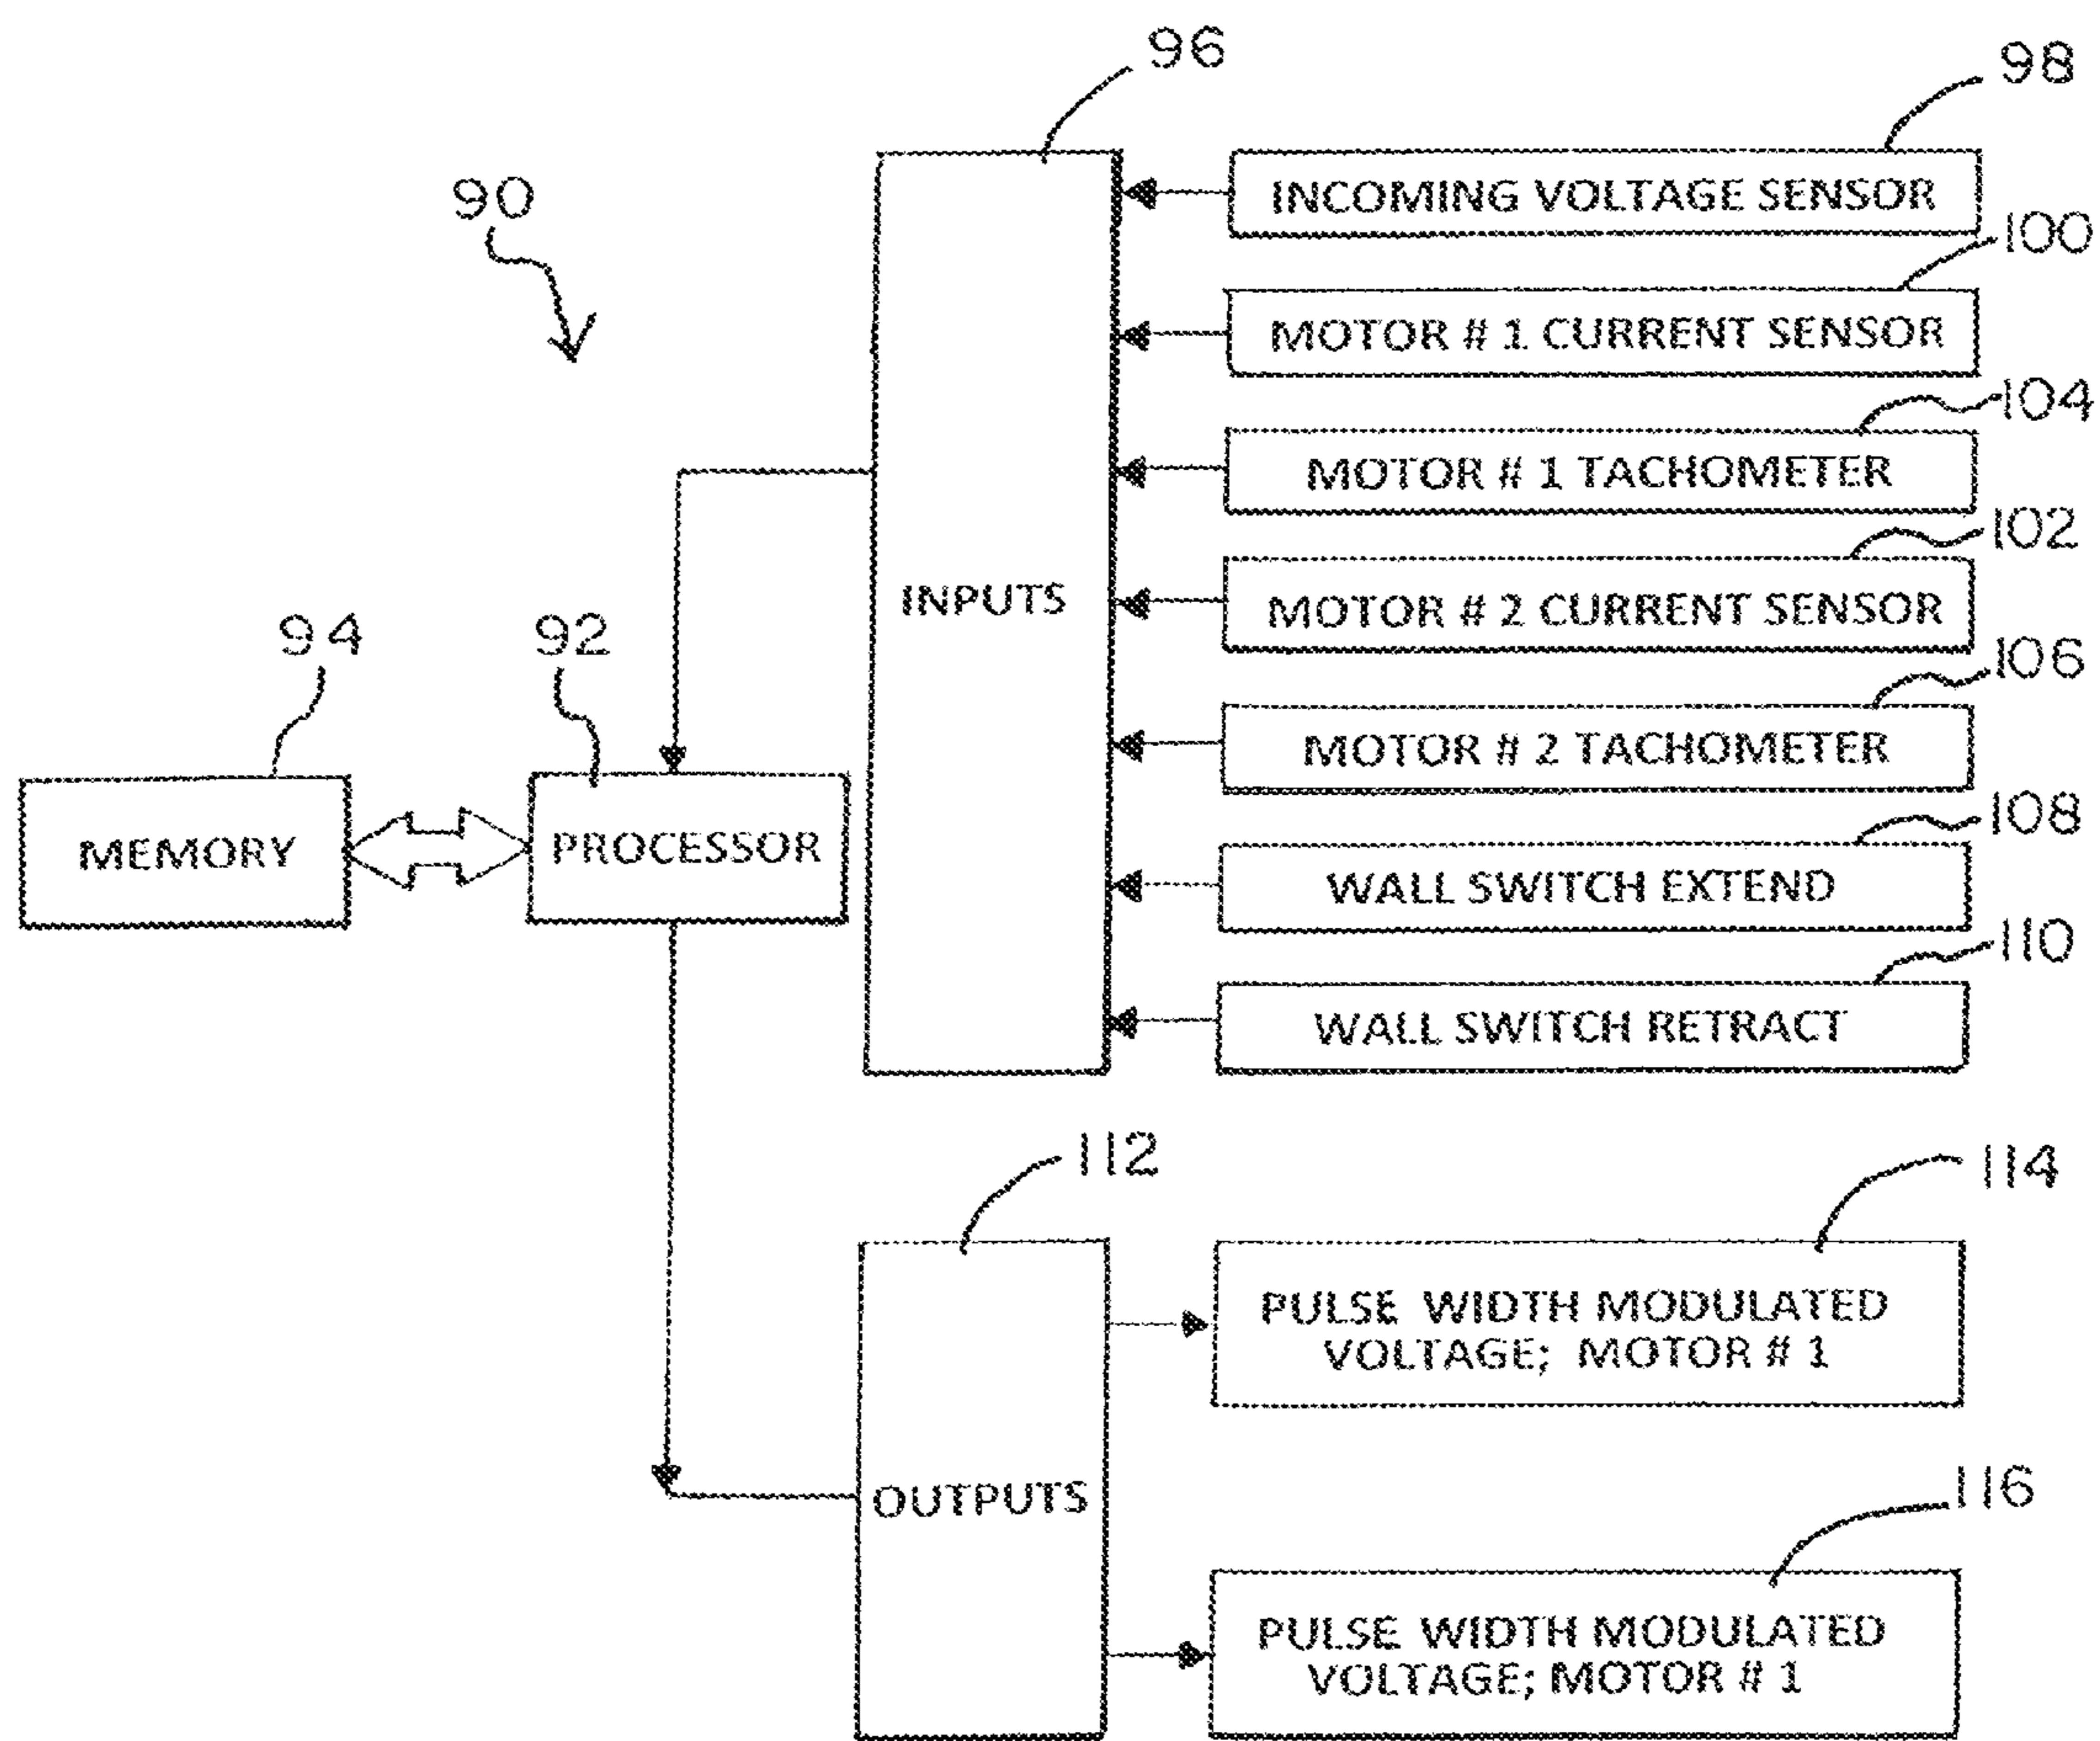 96
98
INCOMING VOLTAGE SENSOR
90
100
MOTOR # 1 CURRENT SENSOR
104
MOTOR # 1 TACHOMETER
102
INPUTS
MOTOR # 2 CURRENT SENSOR
94
92
106
MOTOR # 2 TACHOMETER
108
MEMORY
PROCESSOR
WALL SWITCH EXTEND
110
WALL SWITCH RETRACT
112
114
PULSE WIDTH MODULATED
VOLTAGE; MOTOR # 1
OUTPUTS
116
PULSE WIDTH MODULATED
VOLTAGE; MOTOR # 1